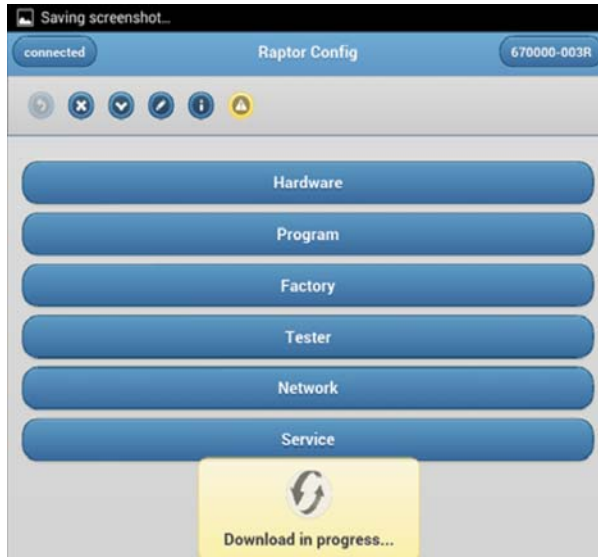 Saving screenshot...
connected
Raptor Config
670000-003R
Hardware
Program
Factory
Tester
Network
Service
Download in progress...